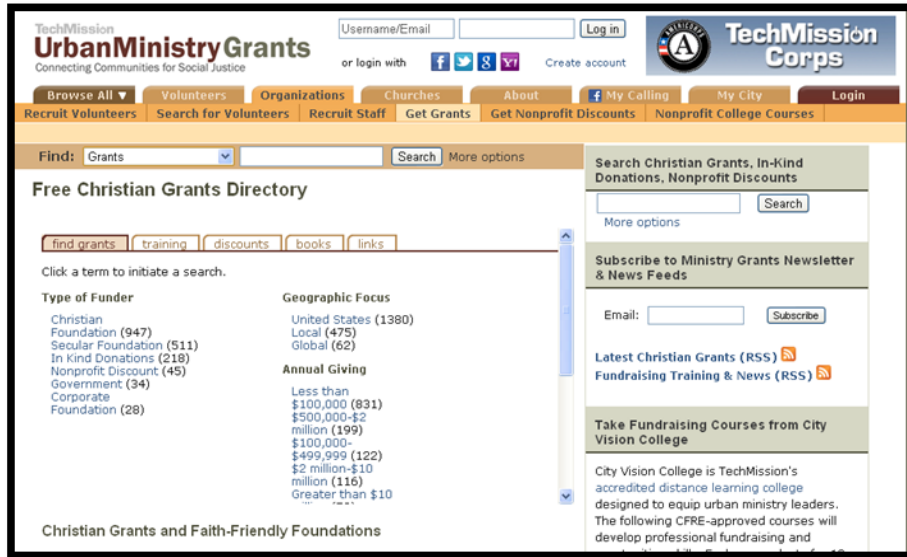 TechMission
UrbanMinistryGrants
Connecting Communities for Social Justice
Username/Email
Log in
or login with
f
8
Y!
Create account
AMERICORPS
A
TechMission
Corps
Browse All ▼
Volunteers
Organizations
Churches
About
f My Calling
My City
Login
Recruit Volunteers
Search for Volunteers
Recruit Staff
Get Grants
Get Nonprofit Discounts
Nonprofit College Courses
Find: Grants
Search
More options
Free Christian Grants Directory
find grants
training
discounts
books
links
Click a term to initiate a search.
Type of Funder
Christian
Foundation (947)
Secular Foundation (511)
In Kind Donations (218)
Nonprofit Discount (45)
Government (34)
Corporate
Foundation (28)
Geographic Focus
United States (1380)
Local (475)
Global (62)
Annual Giving
Less than
$100,000 (831)
$500,000-$2
million (199)
$100,000-
$499,999 (122)
$2 million-$10
million (116)
Greater than $10
Christian Grants and Faith-Friendly Foundations
Search Christian Grants, In-Kind
Donations, Nonprofit Discounts
Search
More options
Subscribe to Ministry Grants Newsletter
& News Feeds
Email:
Subscribe
Latest Christian Grants (RSS)
Fundraising Training & News (RSS)
Take Fundraising Courses from City
Vision College
City Vision College is TechMission's
accredited distance learning college
designed to equip urban ministry leaders.
The following CFRE-approved courses will
develop professional fundraising and